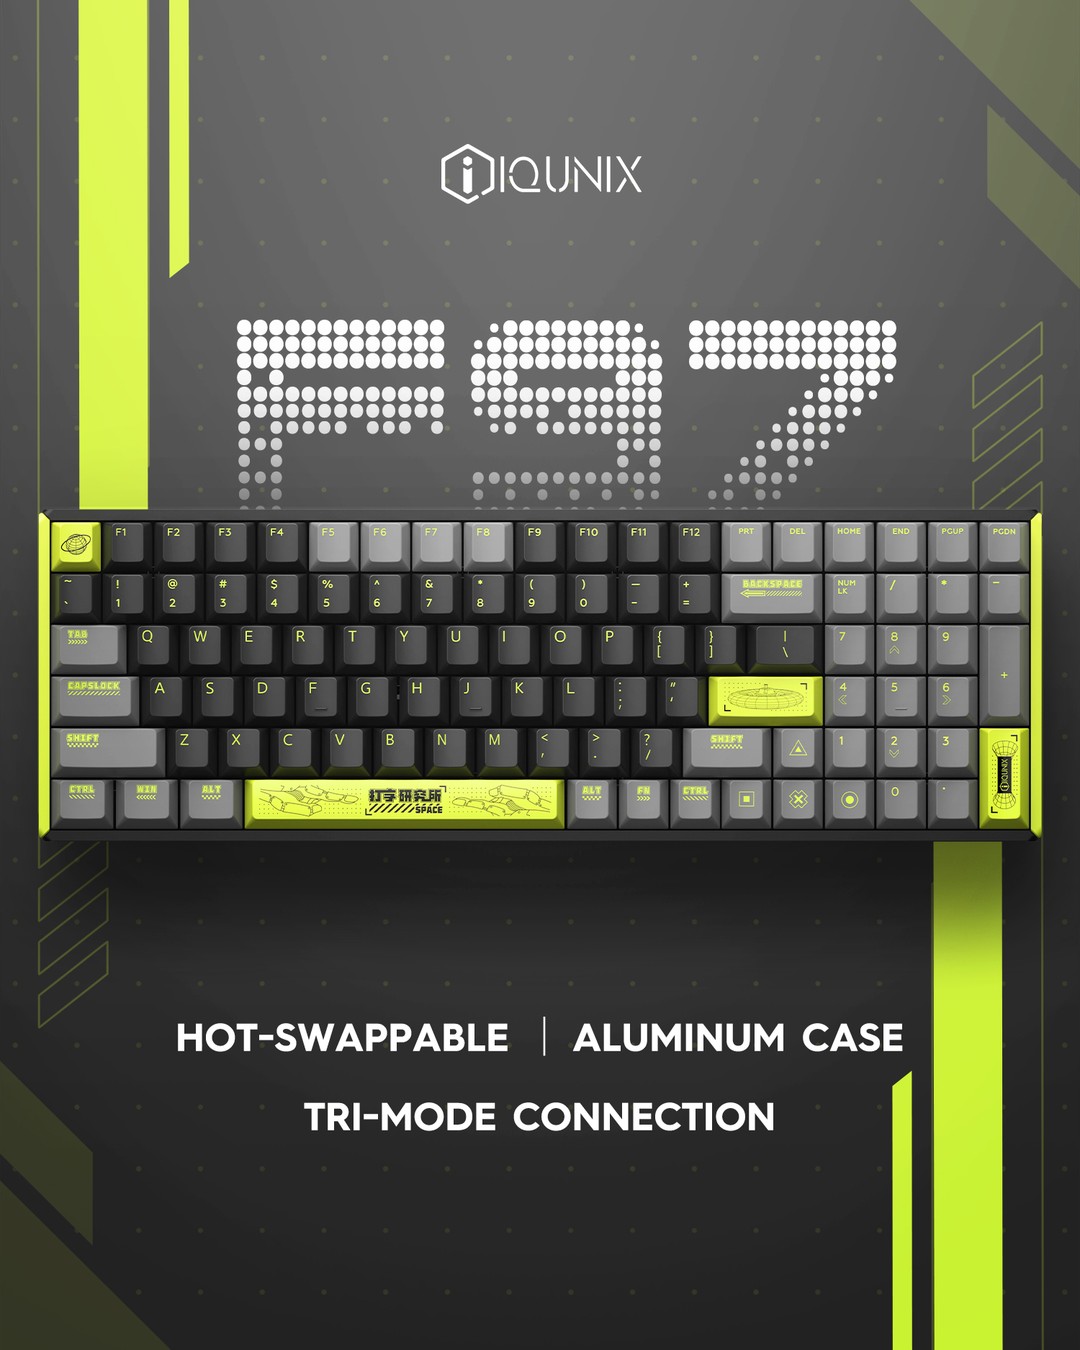 IQUNIX
F97
F1 F2 F3 F4 F5 F6 F7 F8 F9 F10 F11 F12 PRT DEL HOME END PGUP PGDN
~ ! @ # $ % ^ & * ( ) — + BACKSPACE NUM LK / * −
` 1 2 3 4 5 6 7 8 9 0 - =
TAB Q W E R T Y U I O P { [ } ] | \ 7 8 9
CAPSLOCK A S D F G H J K L : ; " ' 4 5 6 +
SHIFT Z X C V B N M < , > . ? / SHIFT 1 2 3
CTRL WIN ALT 打字研究所 SPACE ALT FN CTRL 0 . IQUNIX
HOT-SWAPPABLE | ALUMINUM CASE
TRI-MODE CONNECTION